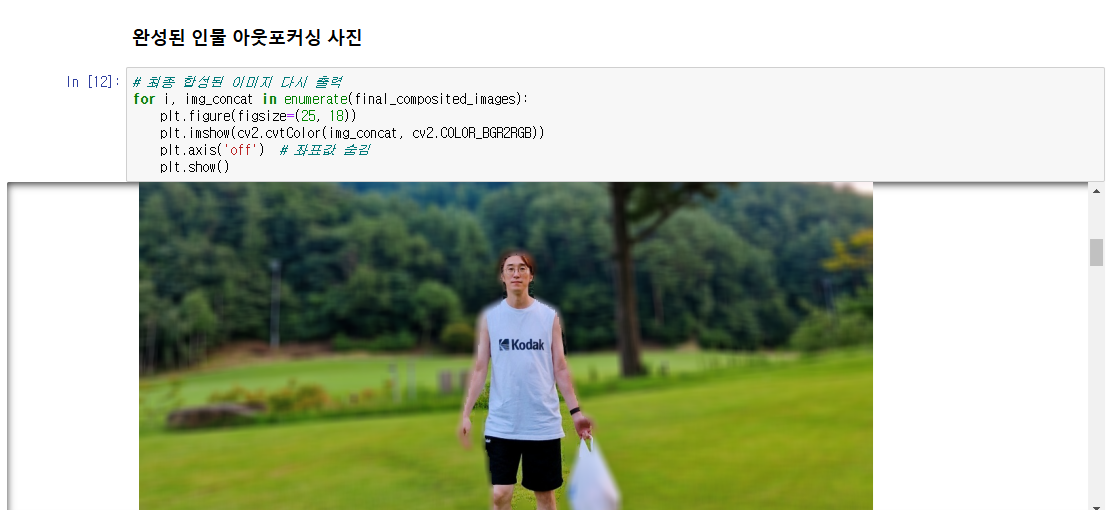 완성된 인물 아웃포커싱 사진
In [12]: # 최종 합성된 이미지 다시 출력
for i, img_concat in enumerate(final_composited_images):
    plt.figure(figsize=(25, 18))
    plt.imshow(cv2.cvtColor(img_concat, cv2.COLOR_BGR2RGB))
    plt.axis('off')  # 좌표값 숨김
    plt.show()
Kodak